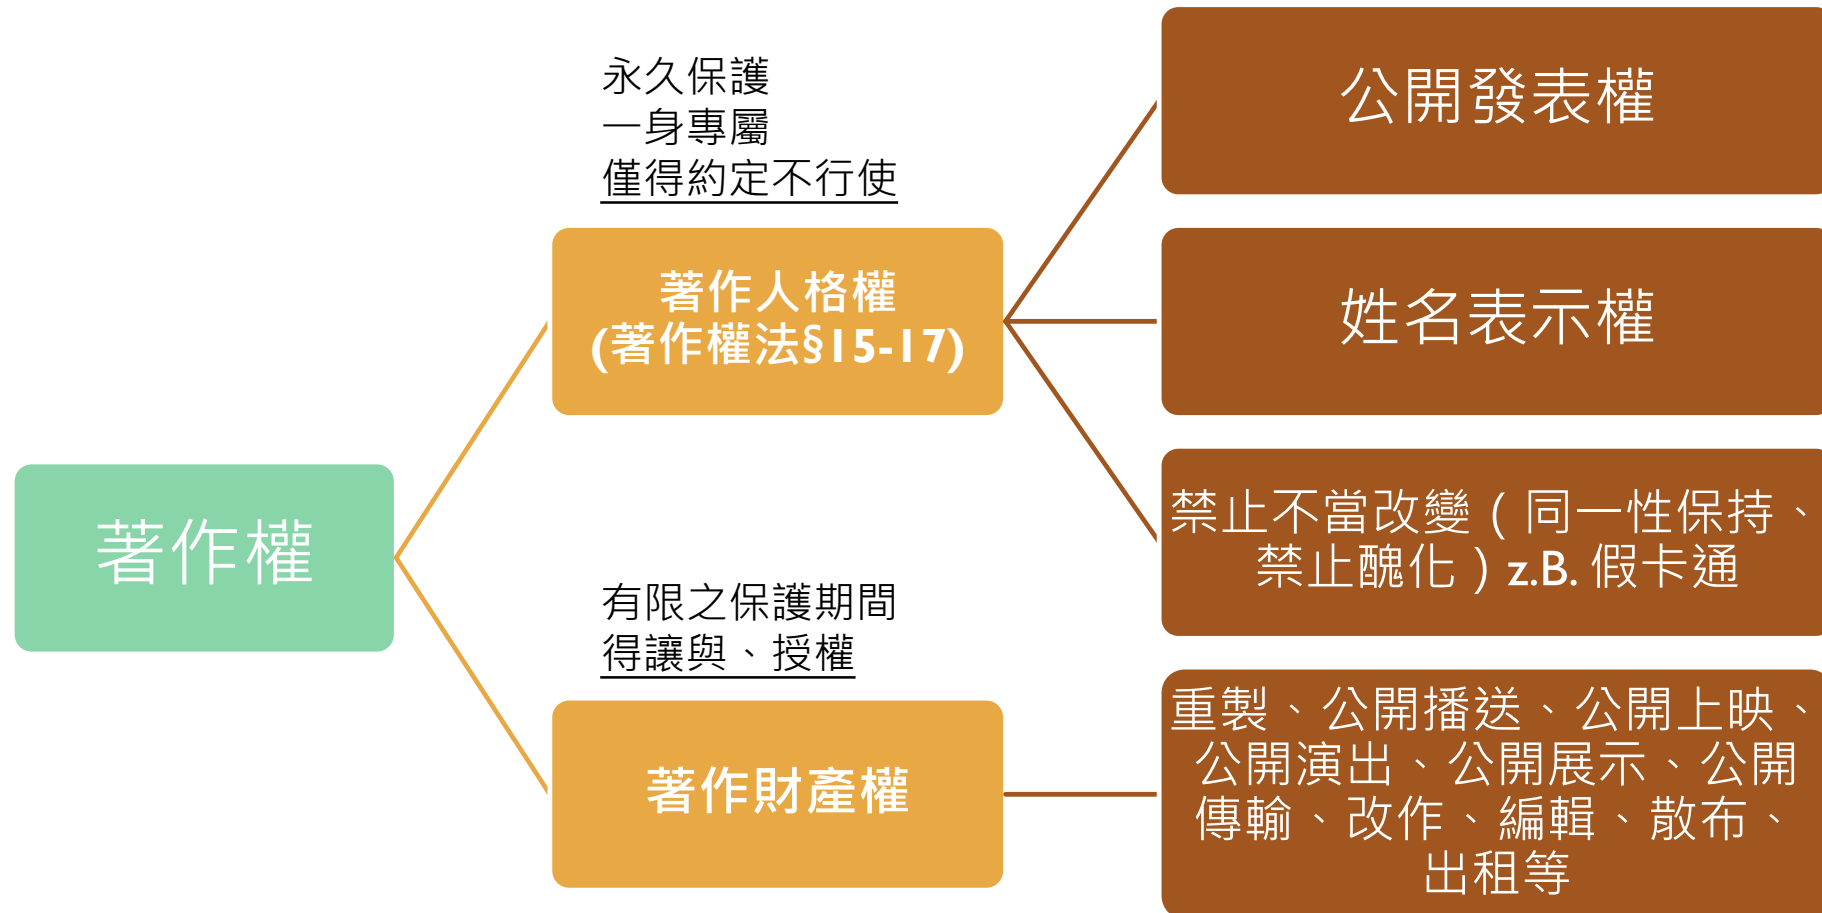 著作權
永久保護
一身專屬
僅得約定不行使
著作人格權
(著作權法§15-17)
公開發表權
姓名表示權
禁止不當改變（同一性保持、
禁止醜化）z.B. 假卡通
有限之保護期間
得讓與、授權
著作財產權
重製、公開播送、公開上映、
公開演出、公開展示、公開
傳輸、改作、編輯、散布、
出租等